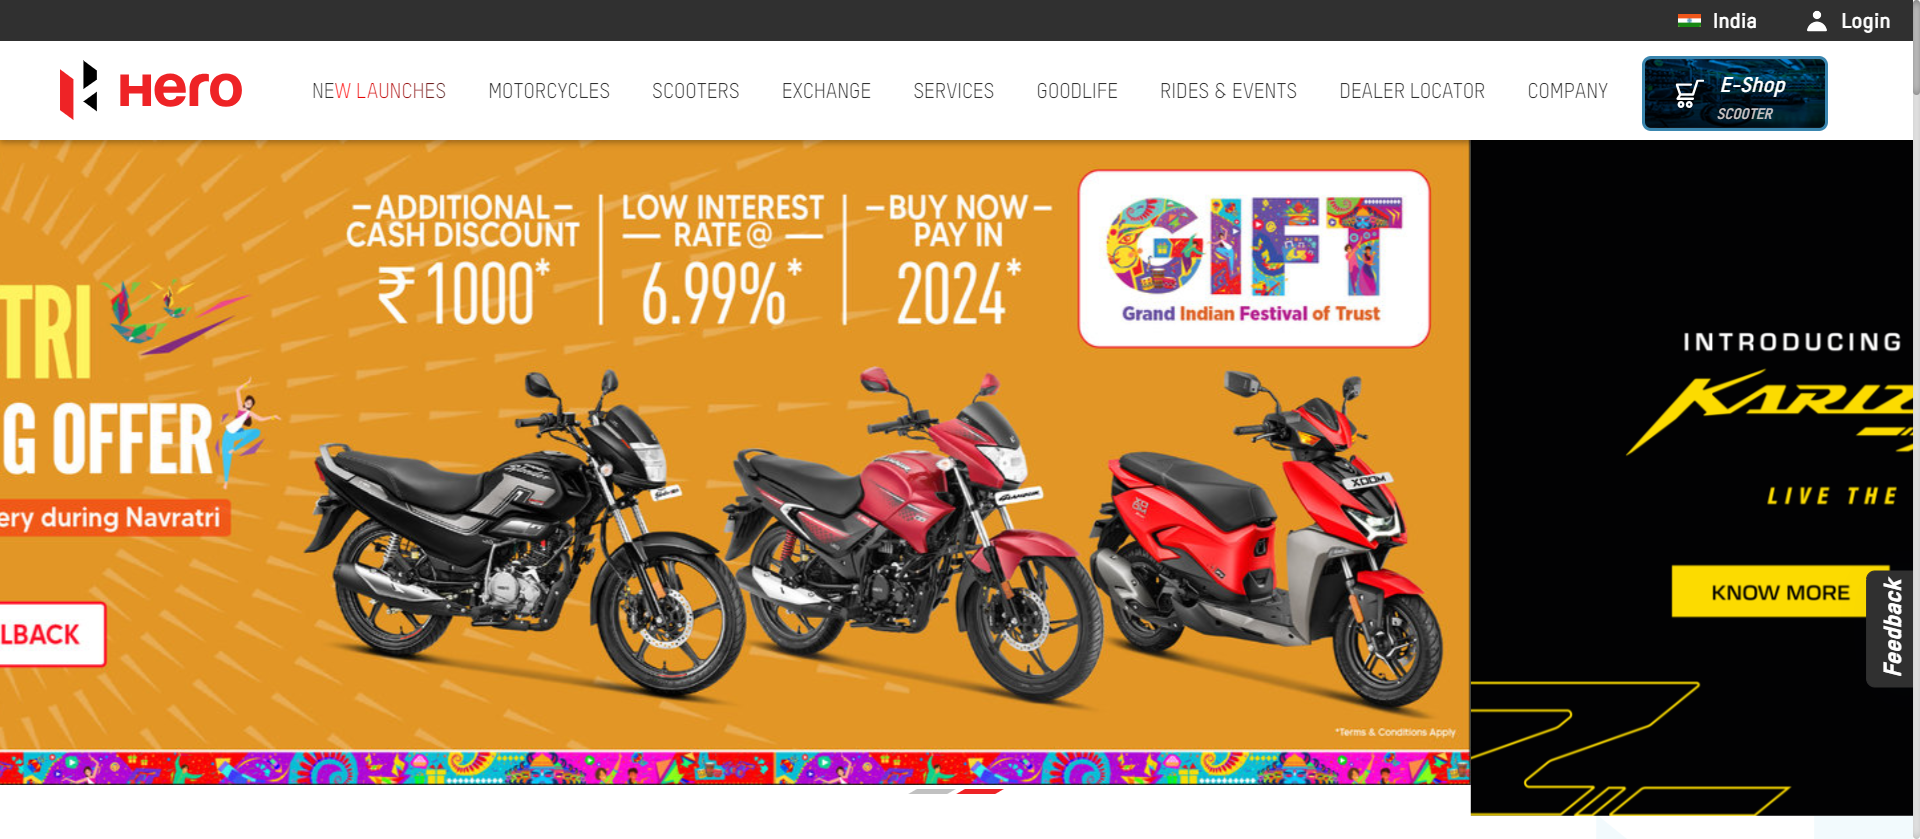 India
Login
Hero
NEW LAUNCHES
MOTORCYCLES
SCOOTERS
EXCHANGE
SERVICES
GOODLIFE
RIDES & EVENTS
DEALER LOCATOR
COMPANY
E-Shop
SCOOTER
TRI
G OFFER
ery during Navratri
LBACK
ADDITIONAL
CASH DISCOUNT
₹1000*
LOW INTEREST
RATE @
6.99%*
BUY NOW
PAY IN
2024*
GIFT
Grand Indian Festival of Trust
XOOM
*Terms & Conditions Apply
INTRODUCING
KARIZ
LIVE THE
KNOW MORE
Feedback